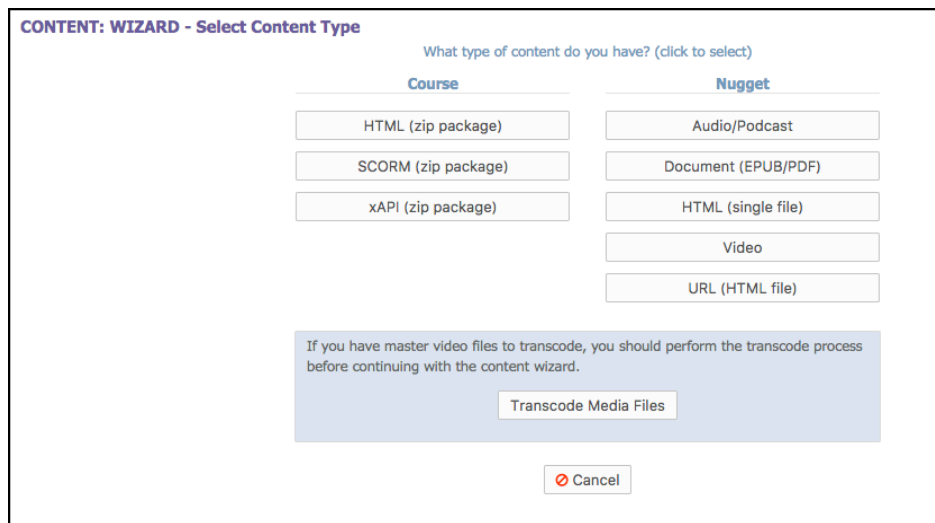 CONTENT: WIZARD - Select Content Type
What type of content do you have? (click to select)
Course
HTML (zip package)
SCORM (zip package)
xAPI (zip package)
Nugget
Audio/Podcast
Document (EPUB/PDF)
HTML (single file)
Video
URL (HTML file)
If you have master video files to transcode, you should perform the transcode process
before continuing with the content wizard.
Transcode Media Files
Cancel